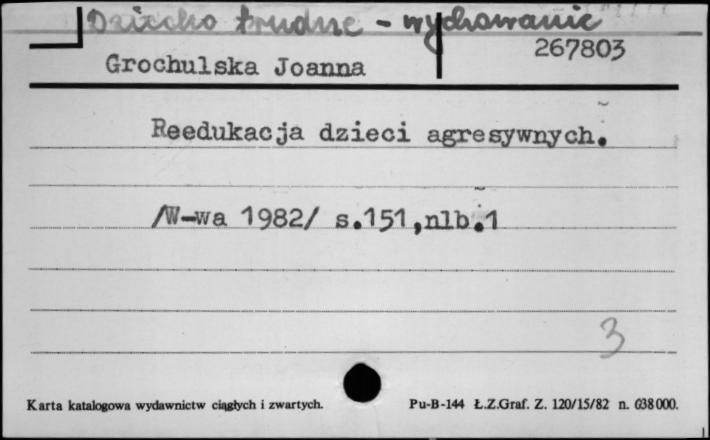 Dziecko trudne - wychowanie
267803
Grochulska Joanna
Reedukacja dzieci agresywnych.
/W-wa 1982/ s.151,nlb.1
3
Karta katalogowa wydawnictw ciągłych i zwartych.
Pu-B-144 Ł.Z.Graf. Z. 120/15/82 n. 638000.